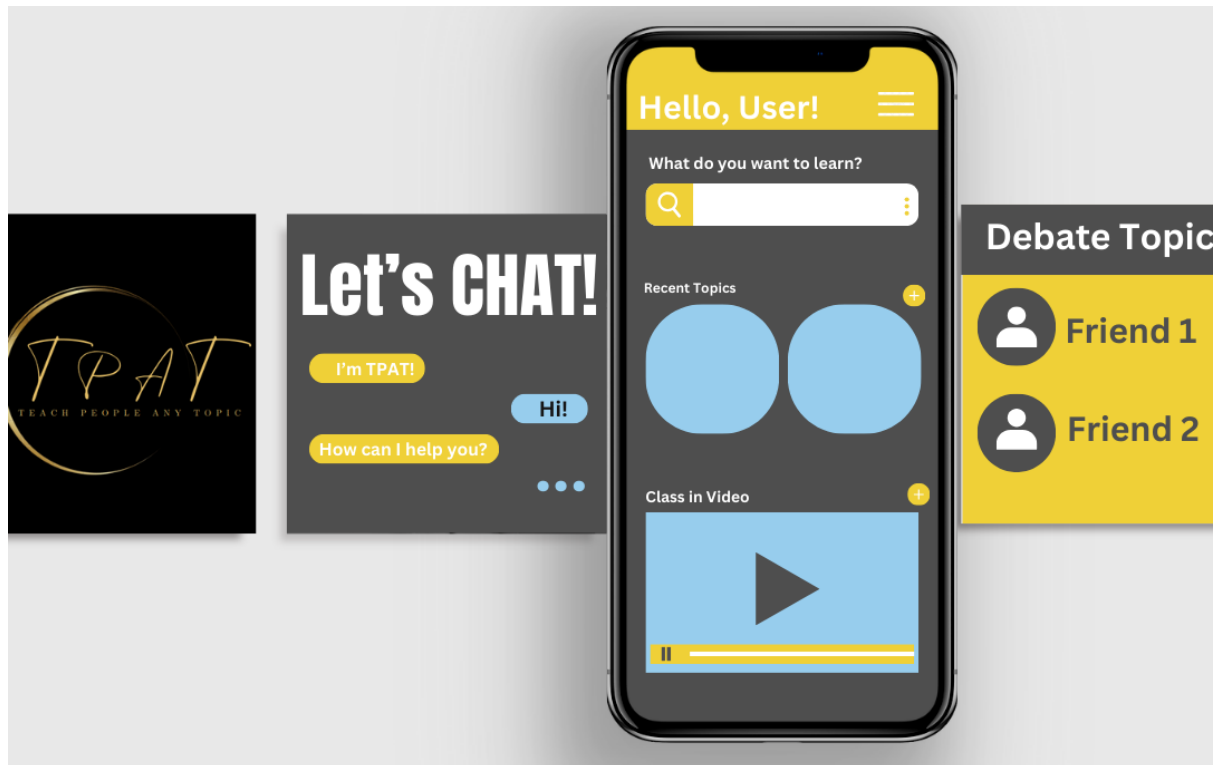 TPAT
TEACH PEOPLE ANY TOPIC
Let's CHAT!
I'm TPAT!
Hi!
How can I help you?
Hello, User!
What do you want to learn?
Recent Topics
Class in Video
Debate Topic
Friend 1
Friend 2